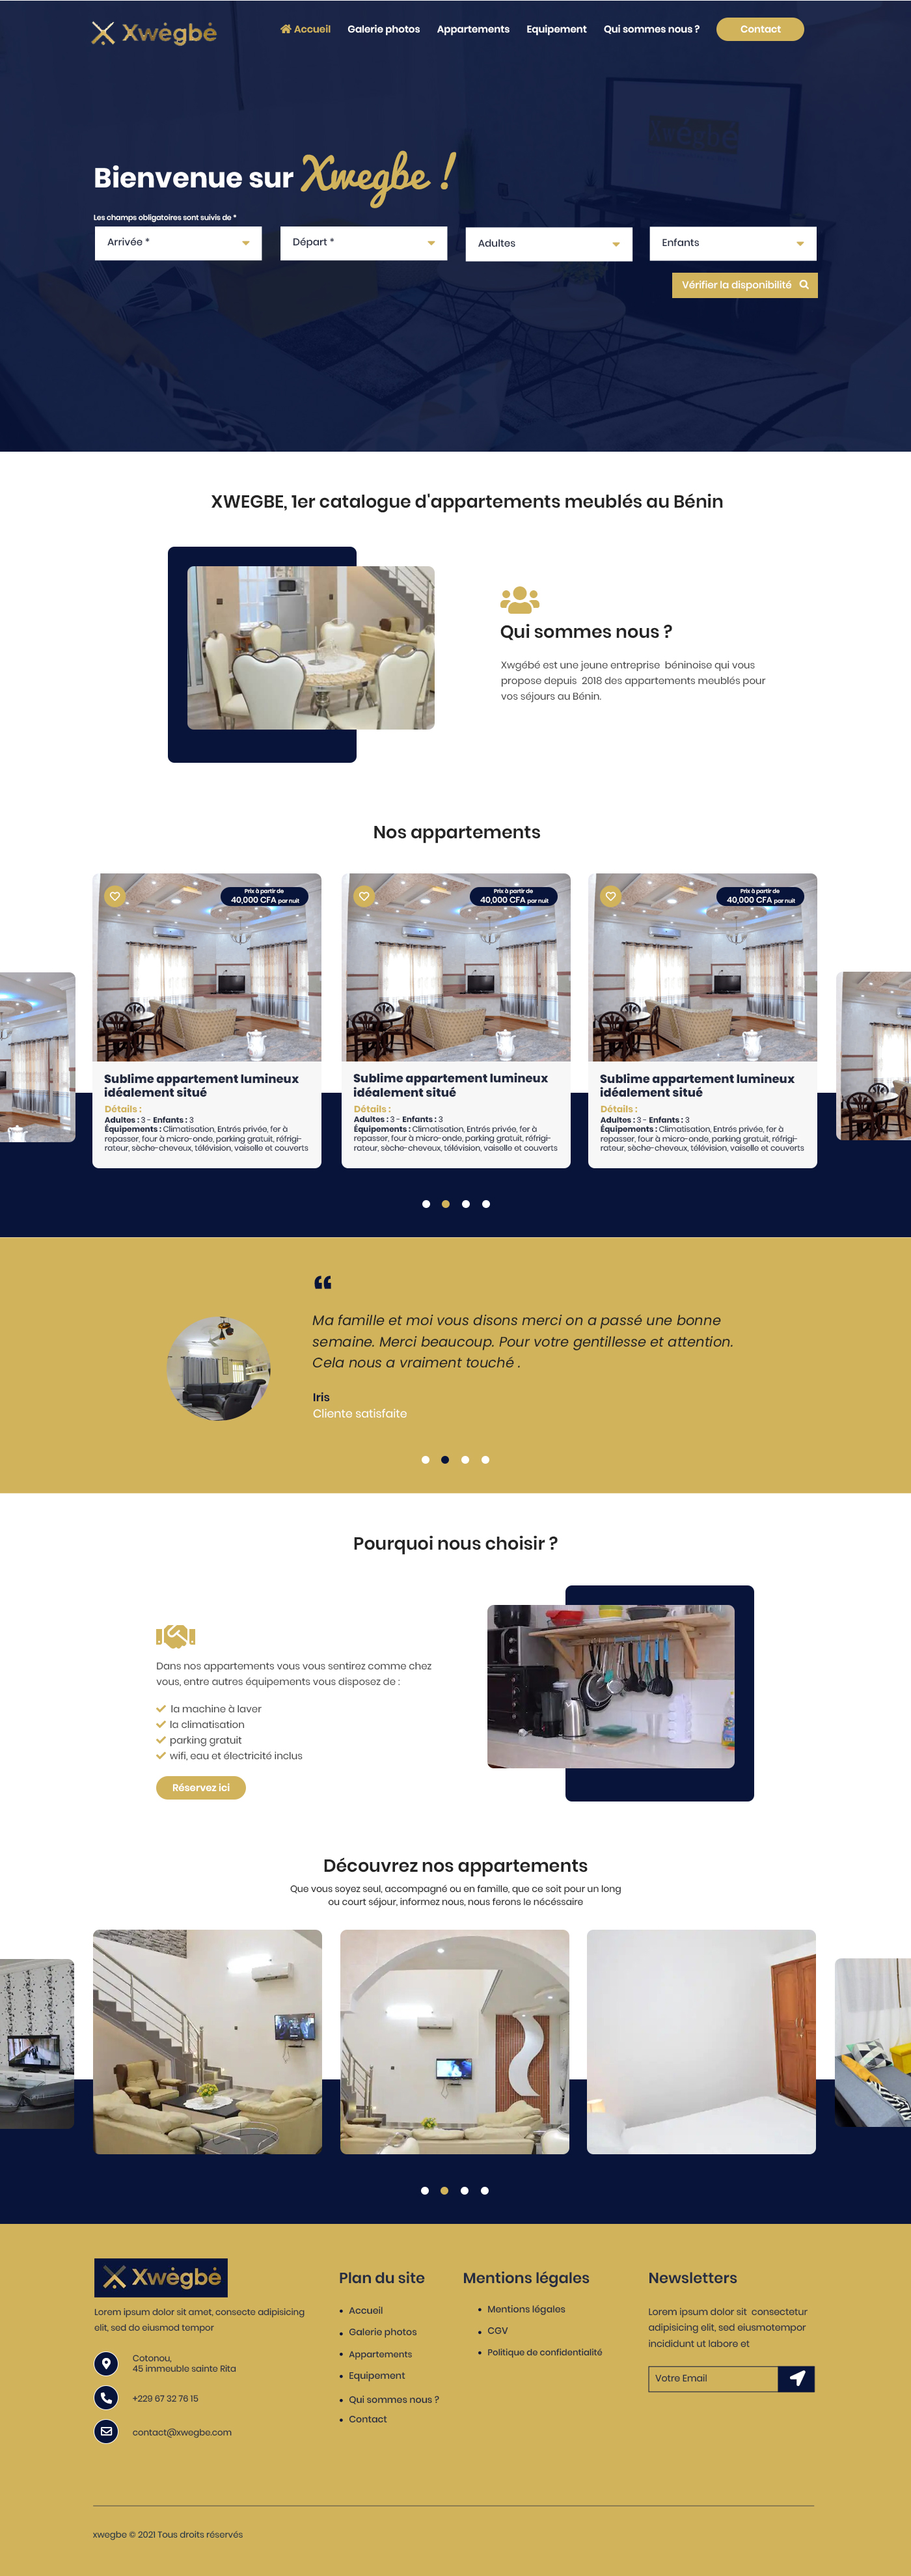 Xwėgbė
Accueil
Galerie photos
Appartements
Equipement
Qui sommes nous ?
Contact
Xwėgbė
Bienvenue sur Xwegbe !
Les champs obligatoires sont suivis de *
Arrivée *
Départ *
Adultes
Enfants
Vérifier la disponibilité
XWEGBE, 1er catalogue d'appartements meublés au Bénin
Qui sommes nous ?
Xwgébé est une jeune entreprise béninoise qui vous
propose depuis 2018 des appartements meublés pour
vos séjours au Bénin.
Nos appartements
Prix à partir de
40,000 CFA par nuit
Sublime appartement lumineux
idéalement situé
Détails :
Adultes : 3 - Enfants : 3
Équipements : Climatisation, Entrés privée, fer à
repasser, four à micro-onde, parking gratuit, réfrigi-
rateur, sèche-cheveux, télévision, vaiselle et couverts
Prix à partir de
40,000 CFA par nuit
Sublime appartement lumineux
idéalement situé
Détails :
Adultes : 3 - Enfants : 3
Équipements : Climatisation, Entrés privée, fer à
repasser, four à micro-onde, parking gratuit, réfrigi-
rateur, sèche-cheveux, télévision, vaiselle et couverts
Prix à partir de
40,000 CFA par nuit
Sublime appartement lumineux
idéalement situé
Détails :
Adultes : 3 - Enfants : 3
Équipements : Climatisation, Entrés privée, fer à
repasser, four à micro-onde, parking gratuit, réfrigi-
rateur, sèche-cheveux, télévision, vaiselle et couverts
“
Ma famille et moi vous disons merci on a passé une bonne
semaine. Merci beaucoup. Pour votre gentillesse et attention.
Cela nous a vraiment touché .
Iris
Cliente satisfaite
Pourquoi nous choisir ?
Dans nos appartements vous vous sentirez comme chez
vous, entre autres équipements vous disposez de :
la machine à laver
la climatisation
parking gratuit
wifi, eau et électricité inclus
Réservez ici
Découvrez nos appartements
Que vous soyez seul, accompagné ou en famille, que ce soit pour un long
ou court séjour, informez nous, nous ferons le nécéssaire
Xwėgbė
Lorem ipsum dolor sit amet, consecte adipisicing
elit, sed do eiusmod tempor
Cotonou,
45 immeuble sainte Rita
+229 67 32 76 15
contact@xwegbe.com
Plan du site
• Accueil
• Galerie photos
• Appartements
• Equipement
• Qui sommes nous ?
• Contact
Mentions légales
• Mentions légales
• CGV
• Politique de confidentialité
Newsletters
Lorem ipsum dolor sit consectetur
adipisicing elit, sed eiusmotempor
incididunt ut labore et
Votre Email
xwegbe © 2021 Tous droits réservés